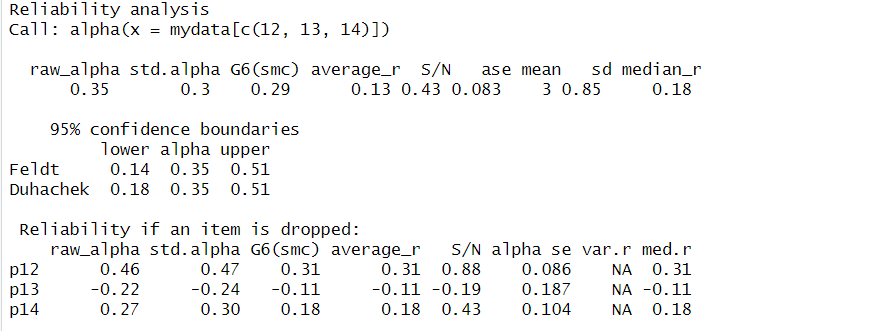 Reliability analysis
Call: alpha(x = mydata[c(12, 13, 14)])
raw_alpha std.alpha G6(smc) average_r S/N ase mean sd median_r
0.35 0.3 0.29 0.13 0.43 0.083 3 0.85 0.18
95% confidence boundaries
lower alpha upper
Feldt 0.14 0.35 0.51
Duhachek 0.18 0.35 0.51
Reliability if an item is dropped:
raw_alpha std.alpha G6(smc) average_r S/N alpha se var.r med.r
p12 0.46 0.47 0.31 0.31 0.88 0.086 NA 0.31
p13 -0.22 -0.24 -0.11 -0.11 -0.19 0.187 NA -0.11
p14 0.27 0.30 0.18 0.18 0.43 0.104 NA 0.18